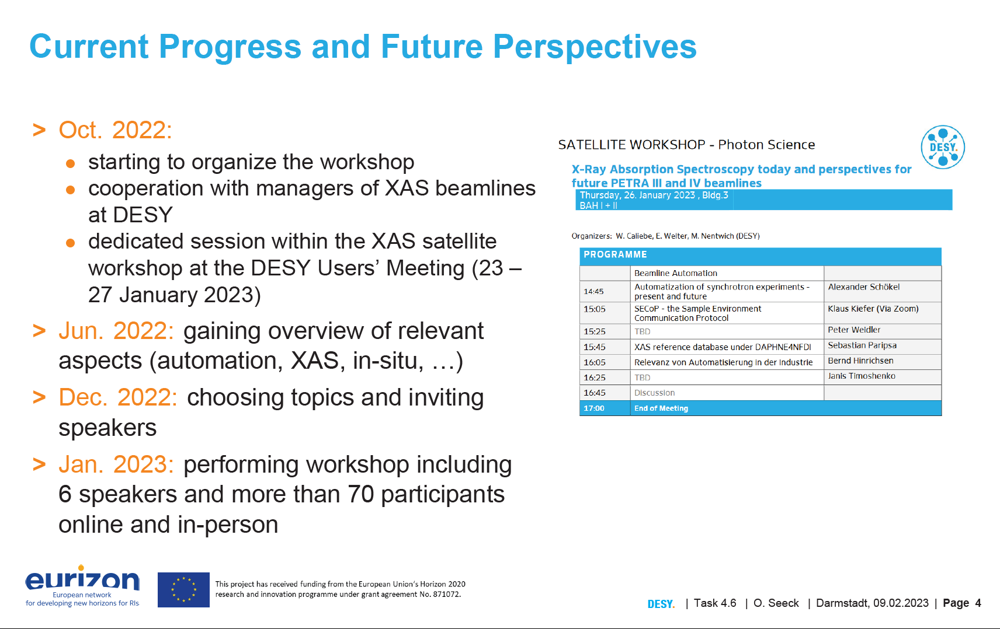 Current Progress and Future Perspectives
> Oct. 2022:
● starting to organize the workshop
● cooperation with managers of XAS beamlines
at DESY
● dedicated session within the XAS satellite
workshop at the DESY Users’ Meeting (23 –
27 January 2023)
> Jun. 2022: gaining overview of relevant
aspects (automation, XAS, in-situ, …)
> Dec. 2022: choosing topics and inviting
speakers
> Jan. 2023: performing workshop including
6 speakers and more than 70 participants
online and in-person
SATELLITE WORKSHOP - Photon Science
DESY.
X-Ray Absorption Spectroscopy today and perspectives for
future PETRA III and IV beamlines
Thursday, 26. January 2023 , Bldg.3
BAH I + II
Organizers: W. Caliebe, E. Welter, M. Nentwich (DESY)
PROGRAMME
Beamline Automation
14:45 Automatization of synchrotron experiments - Alexander Schökel
present and future
15:05 SECoP - the Sample Environment Klaus Kiefer (Via Zoom)
Communication Protocol
15:25 TBD Peter Weidler
15:45 XAS reference database under DAPHNE4NFDI Sebastian Paripsa
16:05 Relevanz von Automatisierung in der Industrie Bernd Hinrichsen
16:25 TBD Janis Timoshenko
16:45 Discussion
17:00 End of Meeting
eurizon
European network
for developing new horizons for RIs
This project has received funding from the European Union’s Horizon 2020
research and innovation programme under grant agreement No. 871072.
DESY. | Task 4.6 | O. Seeck | Darmstadt, 09.02.2023 | Page 4